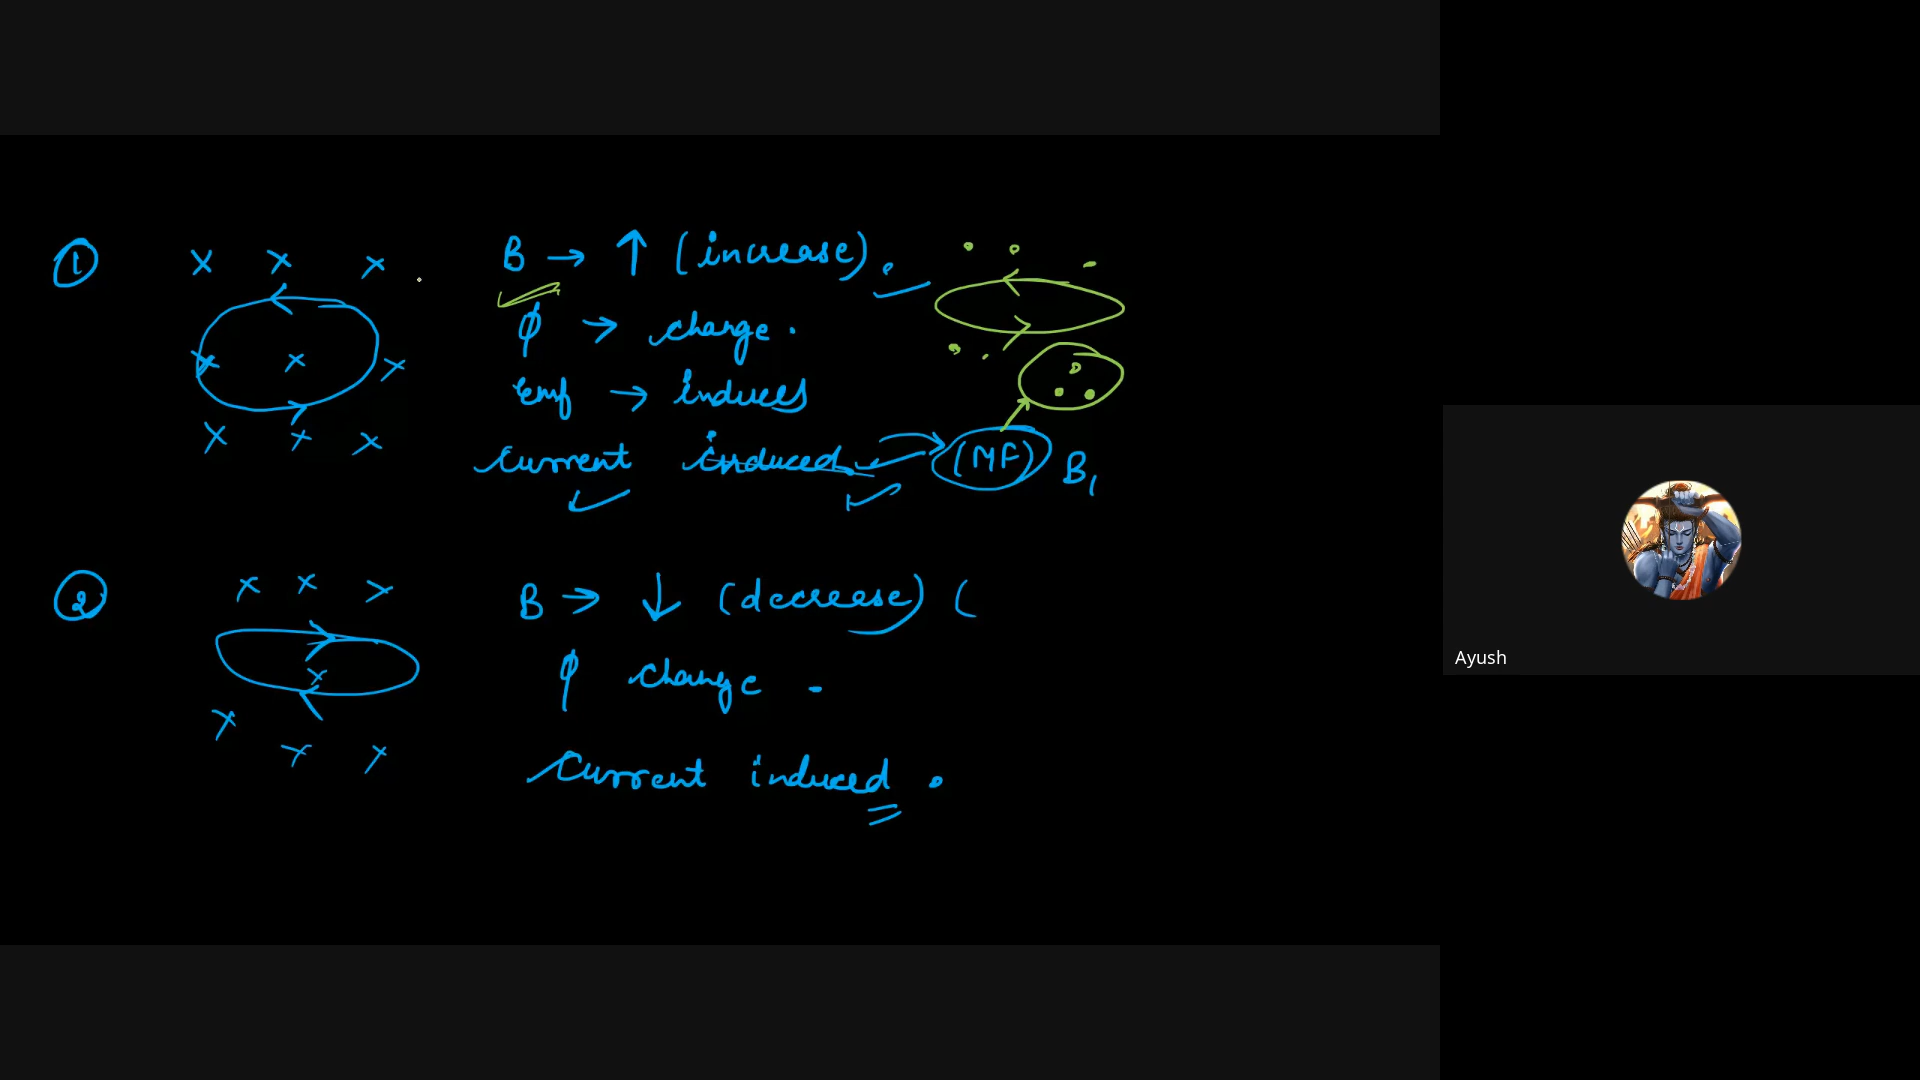 ① x x x B → ↑ (increase).
ϕ → change.
x x x
emf → induces
x x x
Current induced → (MF) B₁
② x x x B → ↓ (decrease) (
x
ϕ change.
x x x
Current induced.
Ayush